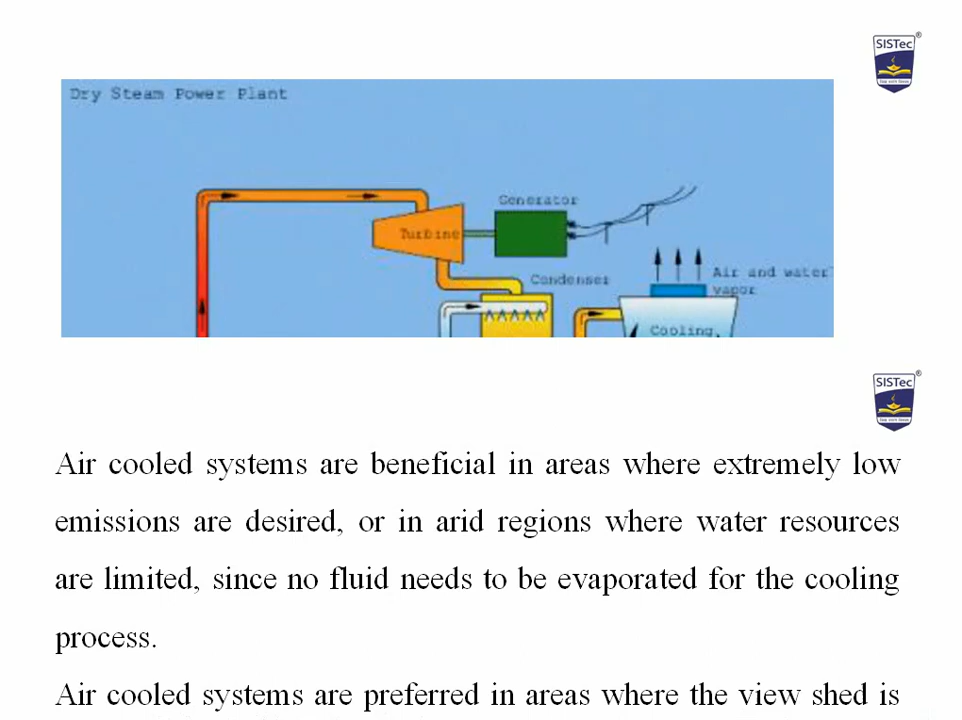 SISTec
®
Dry Steam Power Plant
Generator
Turbine
Condenser
Air and water
vapor
Cooling
SISTec
®
Air cooled systems are beneficial in areas where extremely low
emissions are desired, or in arid regions where water resources
are limited, since no fluid needs to be evaporated for the cooling
process.
Air cooled systems are preferred in areas where the view shed is